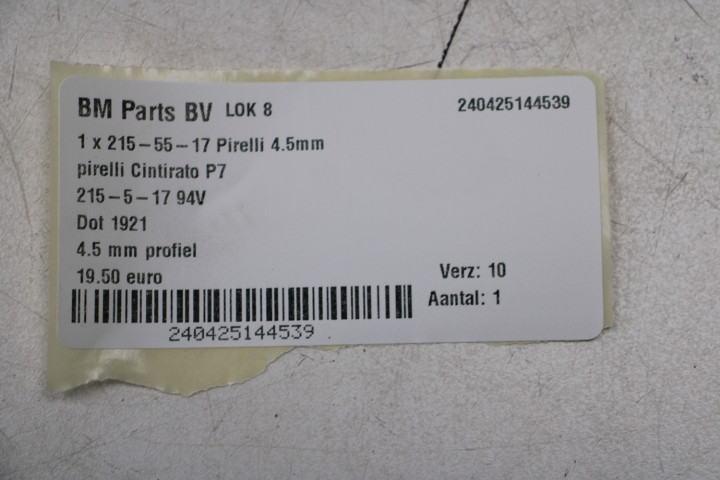 BM Parts BV LOK 8 240425144539
1 x 215-55-17 Pirelli 4.5mm
pirelli Cintirato P7
215-5-17 94V
Dot 1921
4.5 mm profiel
19.50 euro Verz: 10
Aantal: 1
240425144539